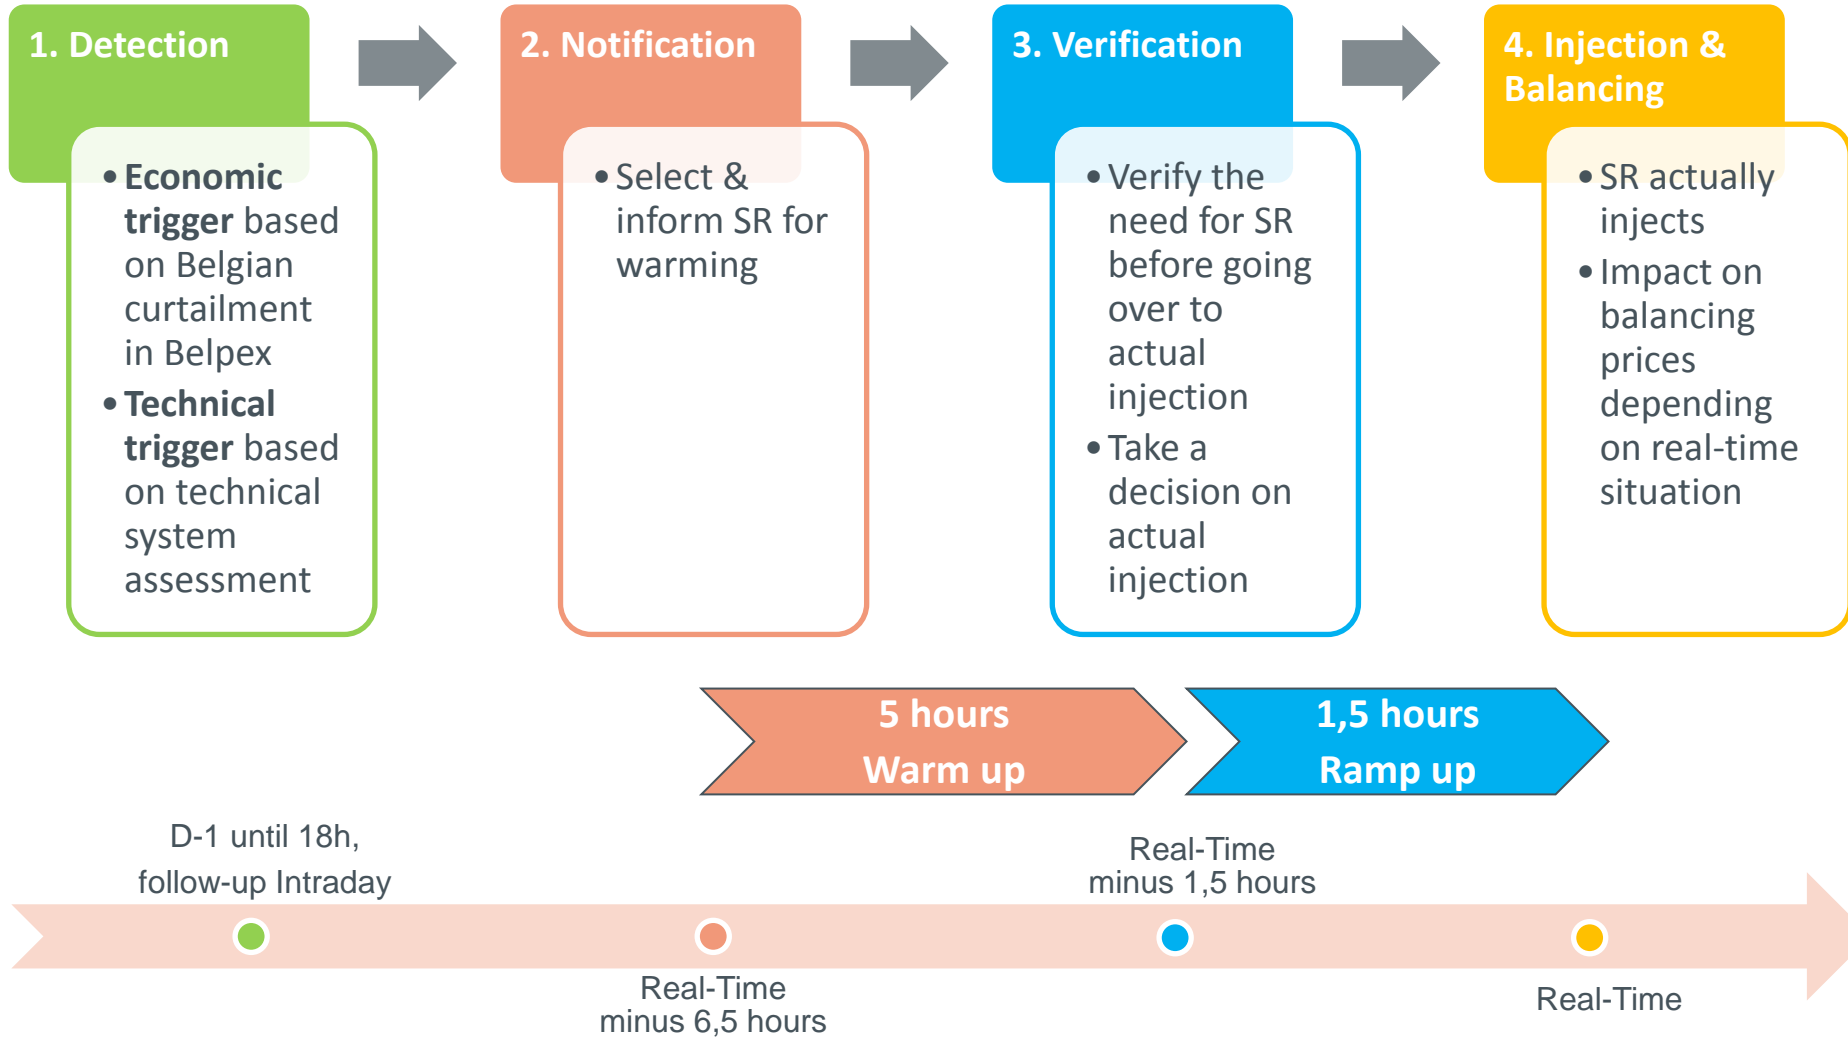 1. Detection
• Economic
trigger based
on Belgian
curtailment
in Belpex
• Technical
trigger based
on technical
system
assessment
2. Notification
• Select &
inform SR for
warming
3. Verification
• Verify the
need for SR
before going
over to
actual
injection
• Take a
decision on
actual
injection
4. Injection &
Balancing
• SR actually
injects
• Impact on
balancing
prices
depending
on real-time
situation
5 hours
Warm up
1,5 hours
Ramp up
D-1 until 18h,
follow-up Intraday
Real-Time
minus 6,5 hours
Real-Time
minus 1,5 hours
Real-Time